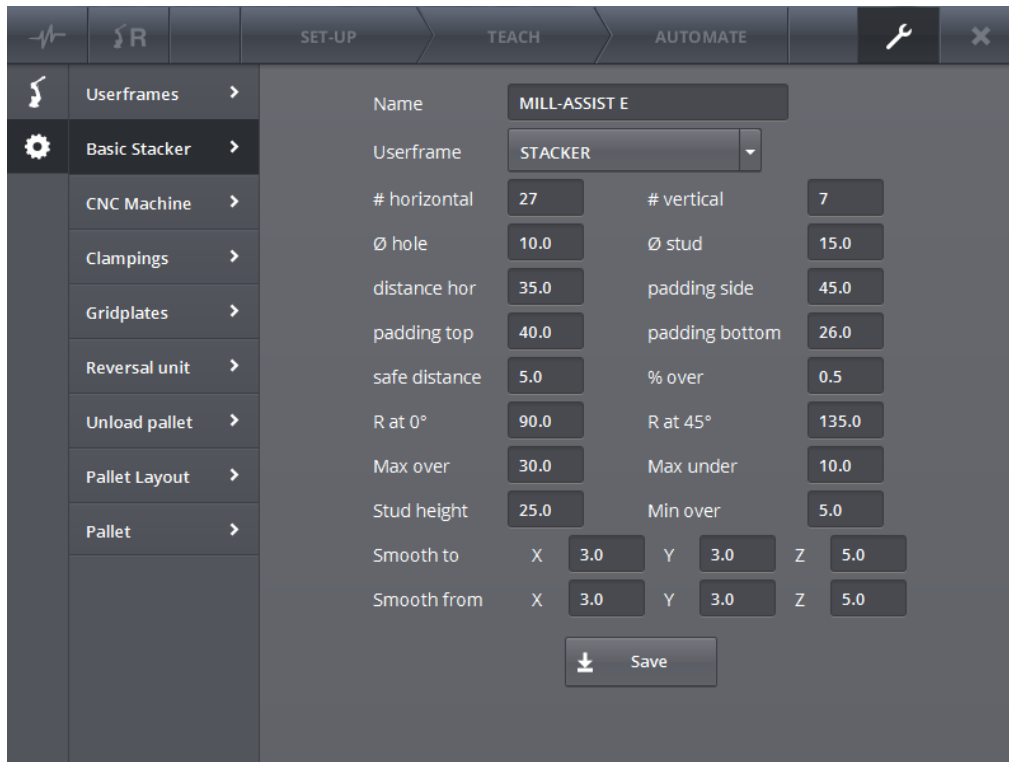 R SET-UP TEACH AUTOMATE
Userframes
Basic Stacker
CNC Machine
Clampings
Gridplates
Reversal unit
Unload pallet
Pallet Layout
Pallet
Name MILL-ASSIST E
Userframe STACKER
# horizontal 27 # vertical 7
Ø hole 10.0 Ø stud 15.0
distance hor 35.0 padding side 45.0
padding top 40.0 padding bottom 26.0
safe distance 5.0 % over 0.5
R at 0° 90.0 R at 45° 135.0
Max over 30.0 Max under 10.0
Stud height 25.0 Min over 5.0
Smooth to X 3.0 Y 3.0 Z 5.0
Smooth from X 3.0 Y 3.0 Z 5.0
Save